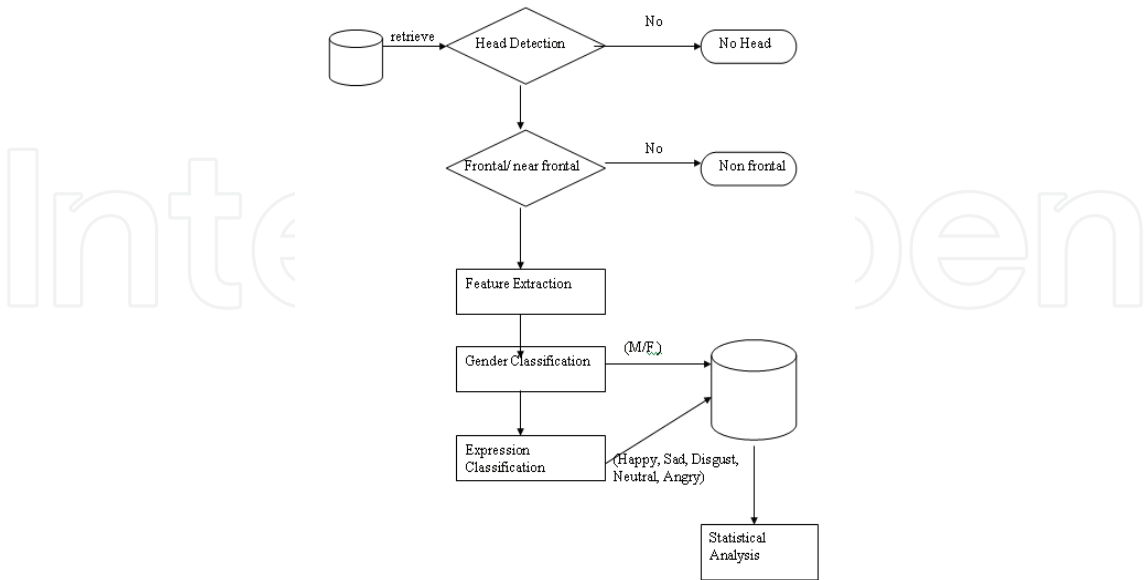 No
retrieve
Head Detection
No Head
No
Frontal/ near frontal
Non frontal
Feature Extraction
(M/F)
Gender Classification
Expression
Classification
(Happy, Sad, Disgust,
Neutral, Angry)
Statistical
Analysis